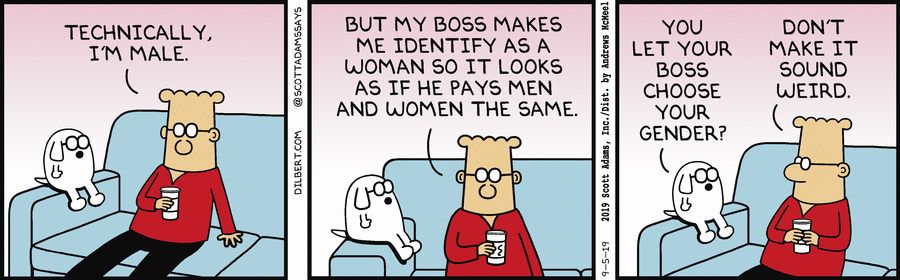 TECHNICALLY,
I'M MALE.
DILBERT.COM @SCOTTADAMSSAYS
BUT MY BOSS MAKES
ME IDENTIFY AS A
WOMAN SO IT LOOKS
AS IF HE PAYS MEN
AND WOMEN THE SAME.
9-5-19 2019 Scott Adams, Inc./Dist. by Andrews McMeel
YOU
LET YOUR
BOSS
CHOOSE
YOUR
GENDER?
DON'T
MAKE IT
SOUND
WEIRD.